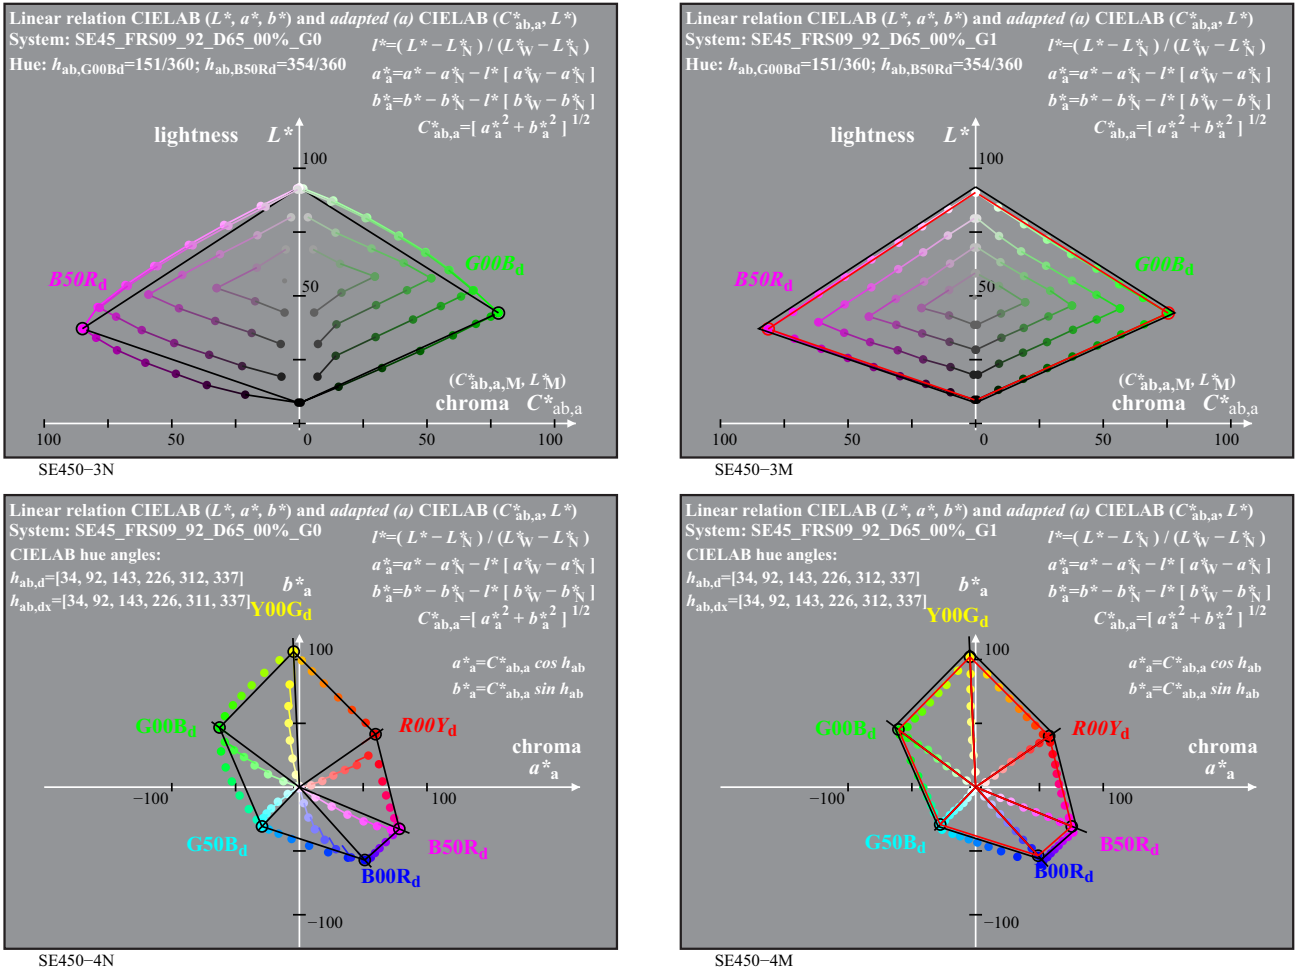 Linear relation CIELAB (L*, a*, b*) and adapted (a) CIELAB (C*ab,a, L*)
System: SE45_FRS09_92_D65_00%_G0
l*=( L* − L*N ) / (L*W − L*N )
Hue: hab,G00Bd=151/360; hab,B50Rd=354/360
a*a=a* − a*N − l* [ a*W − a*N ]
b*a=b* − b*N − l* [ b*W − b*N ]
C*ab,a=[ a*a2 + b*a2 ] 1/2
lightness L*
100
B50Rd
G00Bd
50
(C*ab,a,M, L*M)
chroma C*ab,a
100 50 0 50 100
SE450−3N
Linear relation CIELAB (L*, a*, b*) and adapted (a) CIELAB (C*ab,a, L*)
System: SE45_FRS09_92_D65_00%_G1
l*=( L* − L*N ) / (L*W − L*N )
Hue: hab,G00Bd=151/360; hab,B50Rd=354/360
a*a=a* − a*N − l* [ a*W − a*N ]
b*a=b* − b*N − l* [ b*W − b*N ]
C*ab,a=[ a*a2 + b*a2 ] 1/2
lightness L*
100
B50Rd
G00Bd
50
(C*ab,a,M, L*M)
chroma C*ab,a
100 50 0 50 100
SE450−3M
Linear relation CIELAB (L*, a*, b*) and adapted (a) CIELAB (C*ab,a, L*)
System: SE45_FRS09_92_D65_00%_G0
l*=( L* − L*N ) / (L*W − L*N )
CIELAB hue angles:
a*a=a* − a*N − l* [ a*W − a*N ]
hab,d=[34, 92, 143, 226, 312, 337]
b*a
b*a=b* − b*N − l* [ b*W − b*N ]
hab,dx=[34, 92, 143, 226, 311, 337]
Y00Gd
C*ab,a=[ a*a2 + b*a2 ] 1/2
100
a*a=C*ab,a cos hab
b*a=C*ab,a sin hab
G00Bd
R00Yd
chroma
a*a
−100 100
G50Bd
B50Rd
B00Rd
−100
SE450−4N
Linear relation CIELAB (L*, a*, b*) and adapted (a) CIELAB (C*ab,a, L*)
System: SE45_FRS09_92_D65_00%_G1
l*=( L* − L*N ) / (L*W − L*N )
CIELAB hue angles:
a*a=a* − a*N − l* [ a*W − a*N ]
hab,d=[34, 92, 143, 226, 312, 337]
b*a
b*a=b* − b*N − l* [ b*W − b*N ]
hab,dx=[34, 92, 143, 226, 312, 337]
Y00Gd
C*ab,a=[ a*a2 + b*a2 ] 1/2
100
a*a=C*ab,a cos hab
b*a=C*ab,a sin hab
G00Bd
R00Yd
chroma
a*a
−100 100
G50Bd
B50Rd
B00Rd
−100
SE450−4M